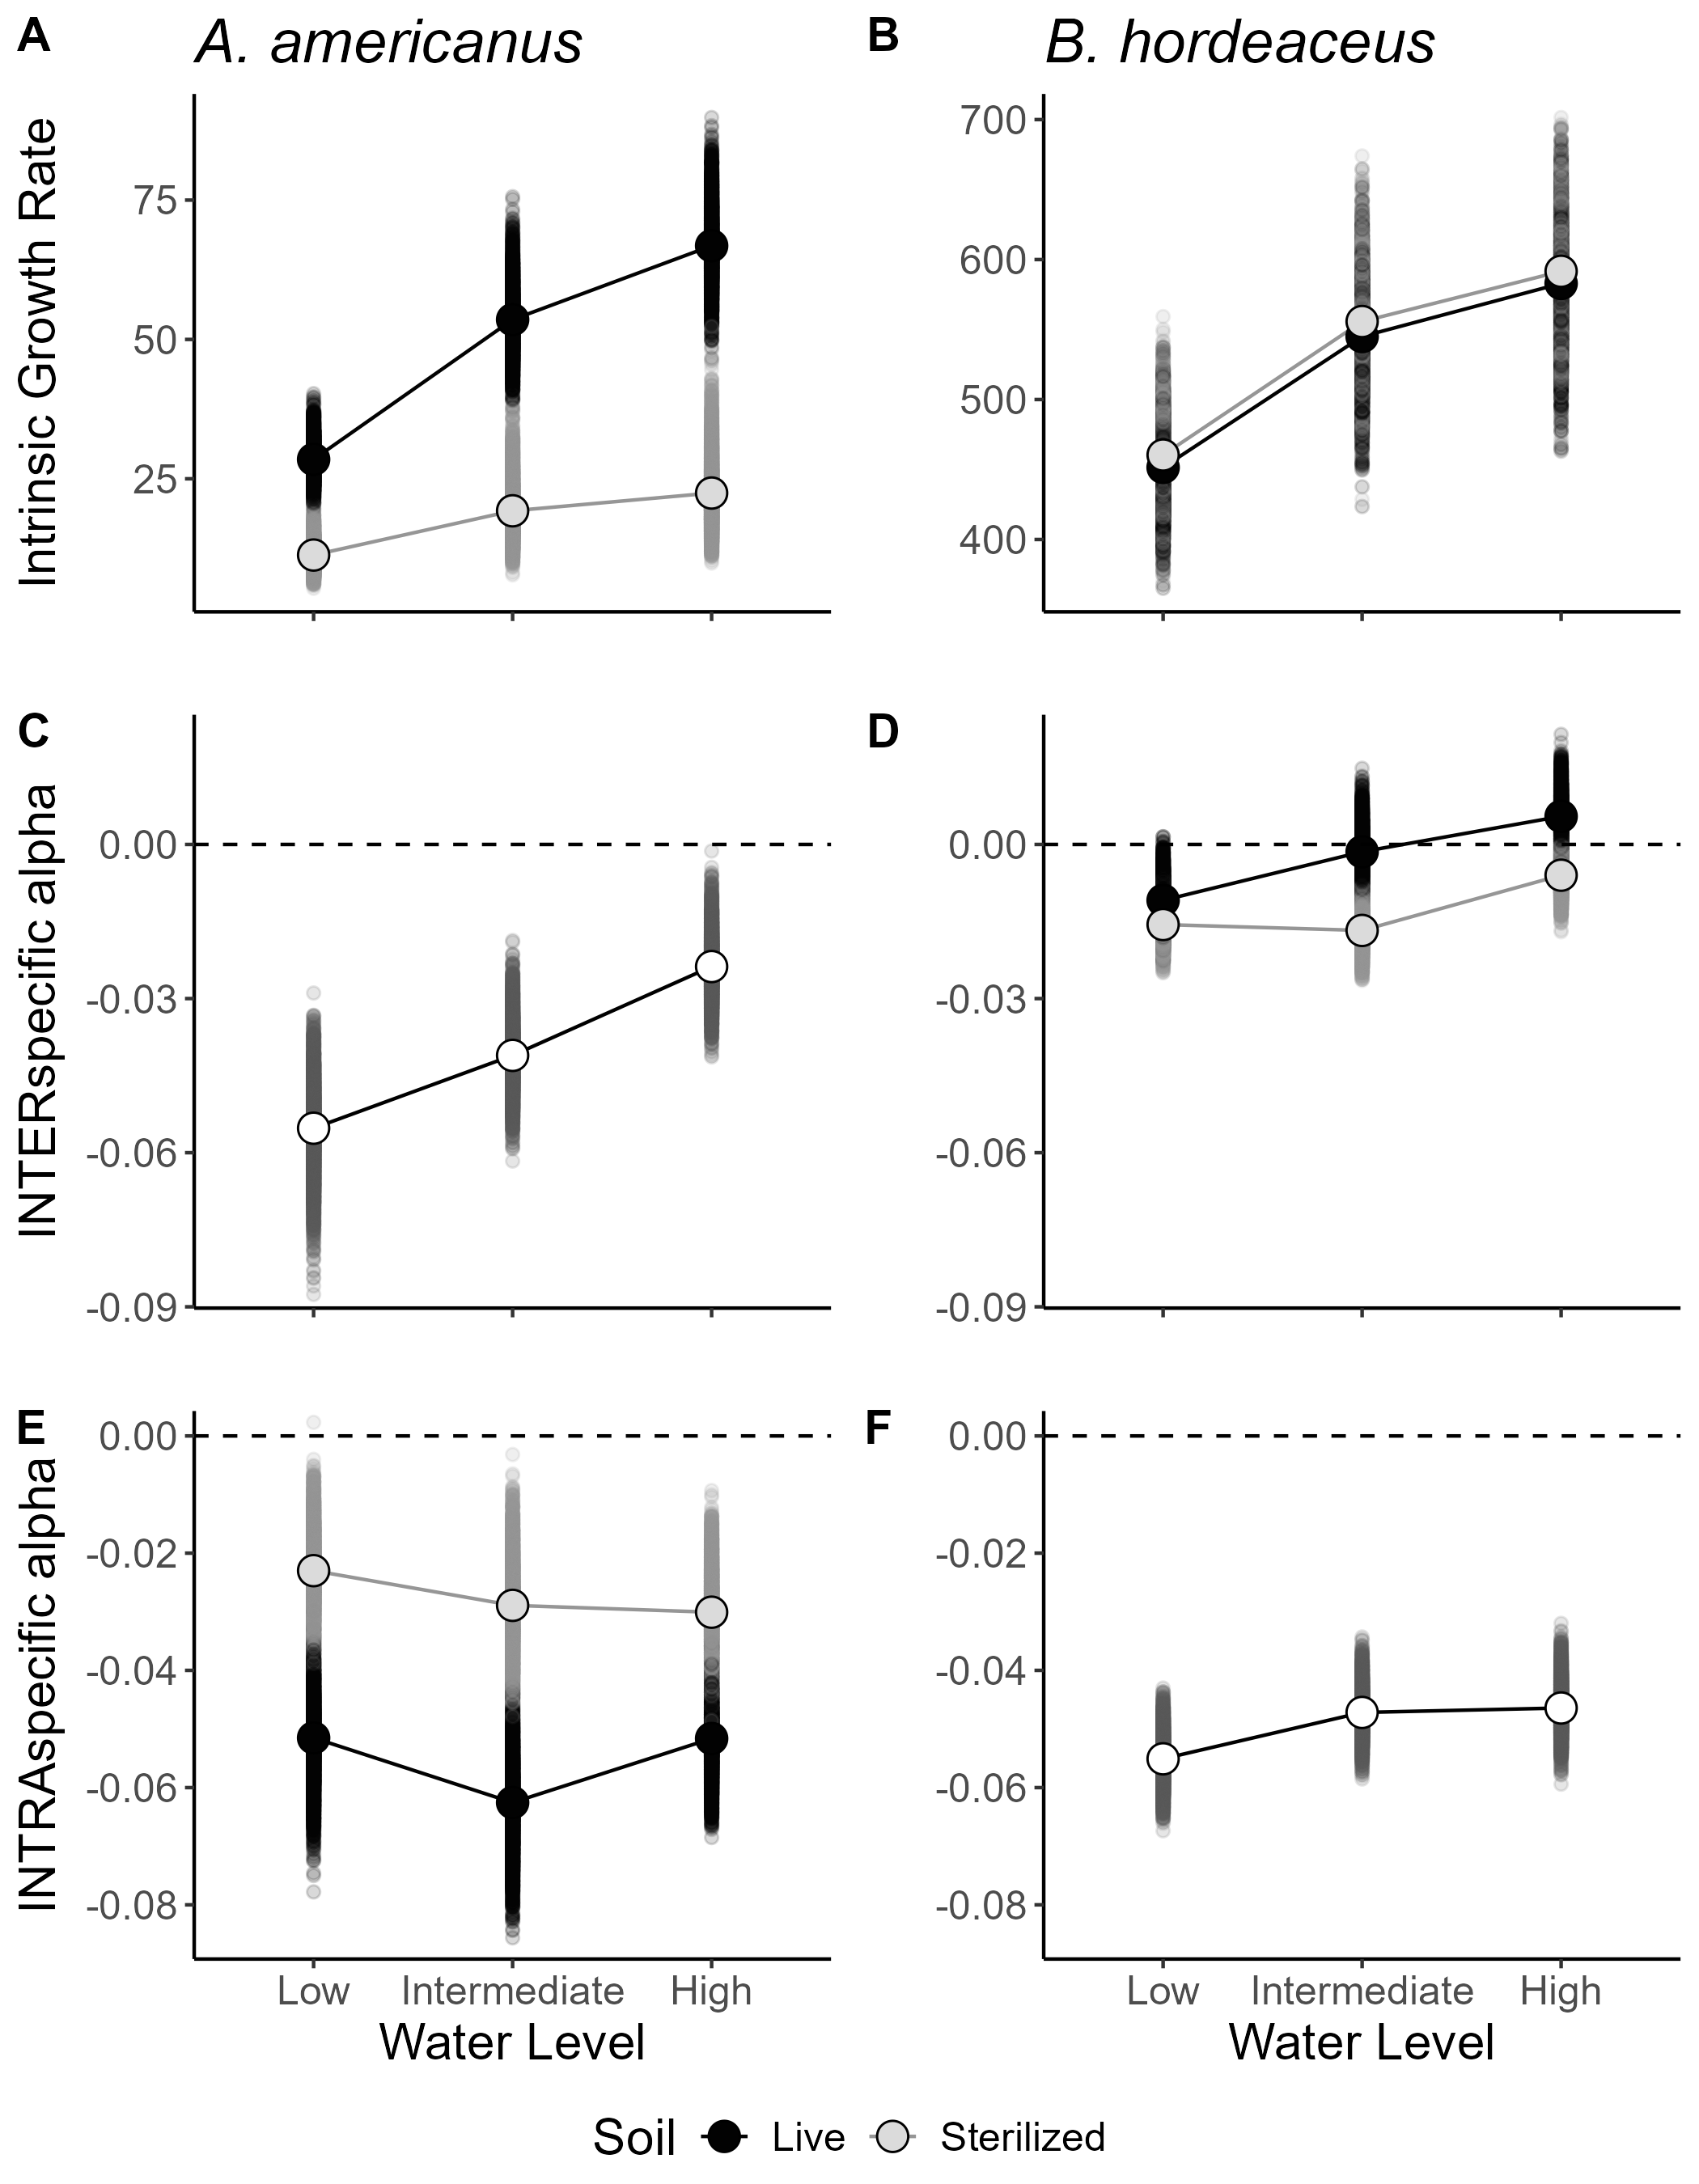 A
A. americanus
B
B. hordeaceus
Intrinsic Growth Rate
75
50
25
700
600
500
400
C
D
INTERspecific alpha
0.00
-0.03
-0.06
-0.09
0.00
-0.03
-0.06
-0.09
E
F
INTRAspecific alpha
0.00
-0.02
-0.04
-0.06
-0.08
0.00
-0.02
-0.04
-0.06
-0.08
Low Intermediate High
Low Intermediate High
Water Level
Water Level
Soil Live Sterilized